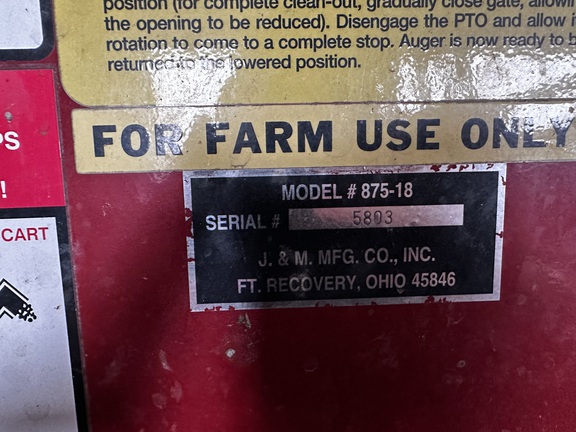 position (for complete clean-out, gradually close gate, allowin
the opening to be reduced). Disengage the PTO and allow i
rotation to come to a complete stop. Auger is now ready to b
returned to the lowered position.
FOR FARM USE ONLY
PS
!
CART
MODEL # 875-18
SERIAL # 5803
J. & M. MFG. CO., INC.
FT. RECOVERY, OHIO 45846